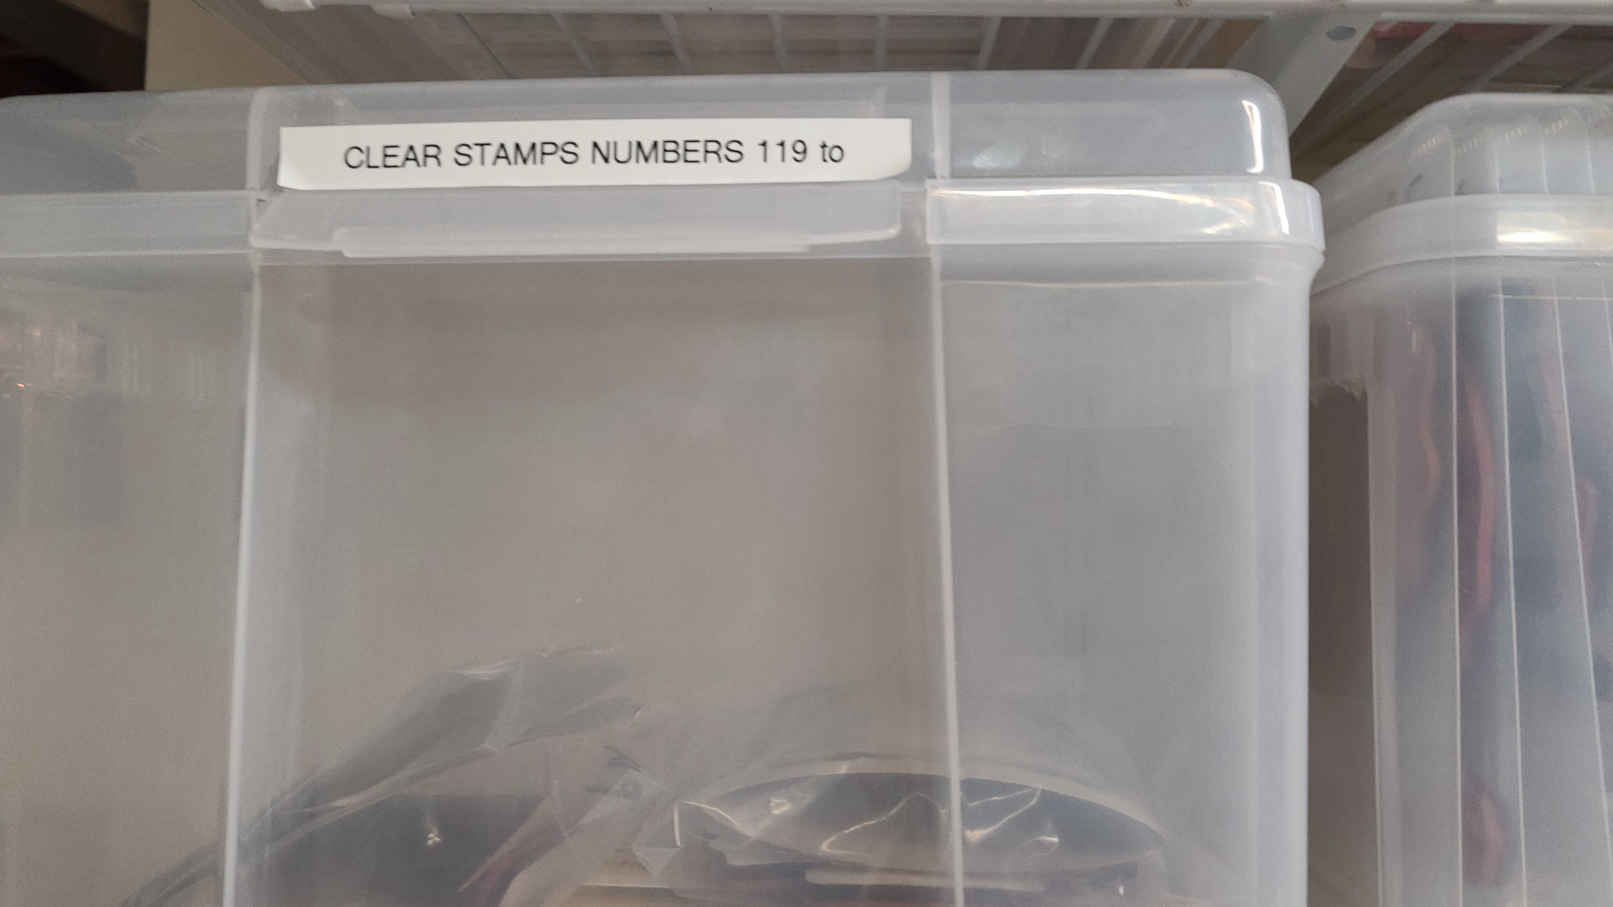 CLEAR STAMPS NUMBERS 119 to